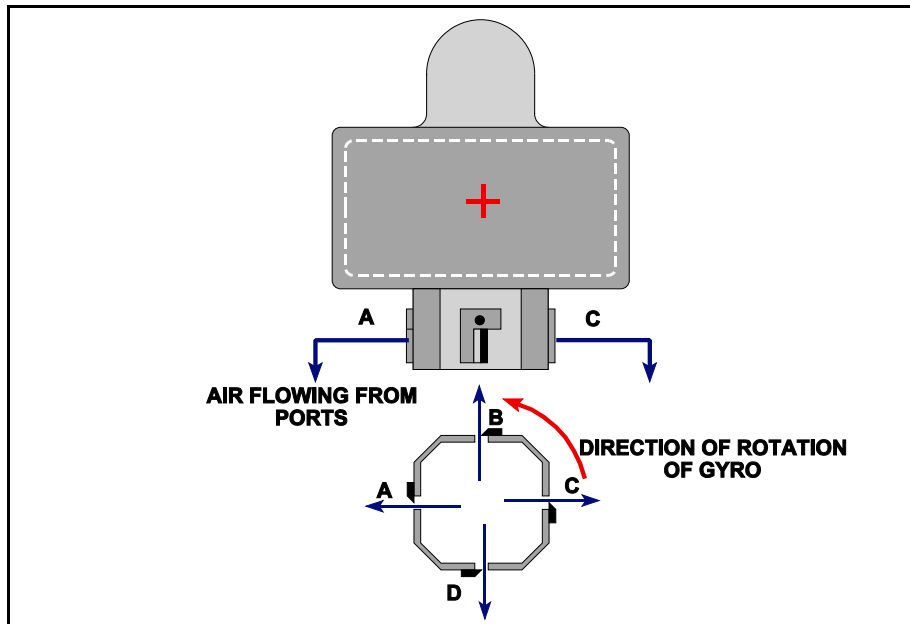 A
C
AIR FLOWING FROM
PORTS
B
DIRECTION OF ROTATION
OF GYRO
A
C
D